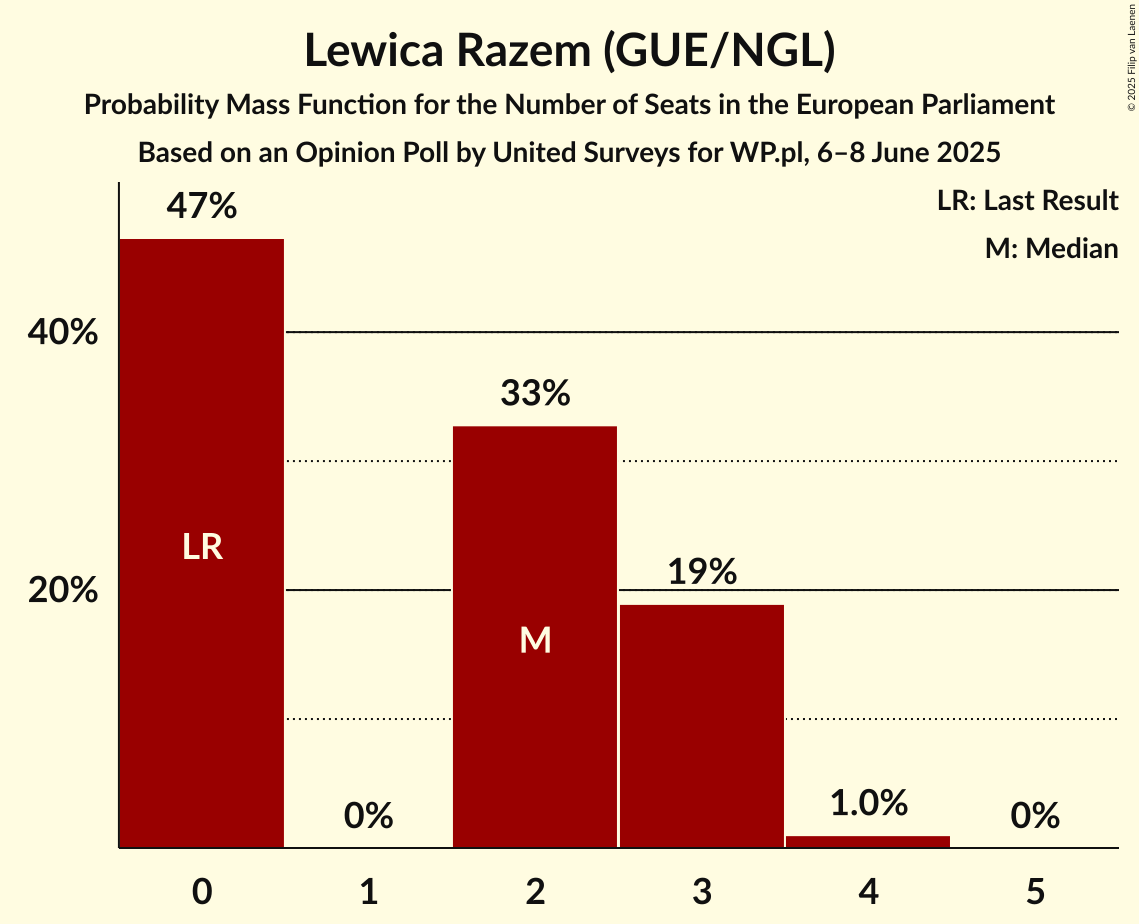 Lewica Razem (GUE/NGL)
Probability Mass Function for the Number of Seats in the European Parliament
Based on an Opinion Poll by United Surveys for WP.pl, 6–8 June 2025
© 2025 Filip van Laenen
LR: Last Result
M: Median
47%
40%
33%
LR
19%
20%
M
0%
1.0%
0%
0 1 2 3 4 5